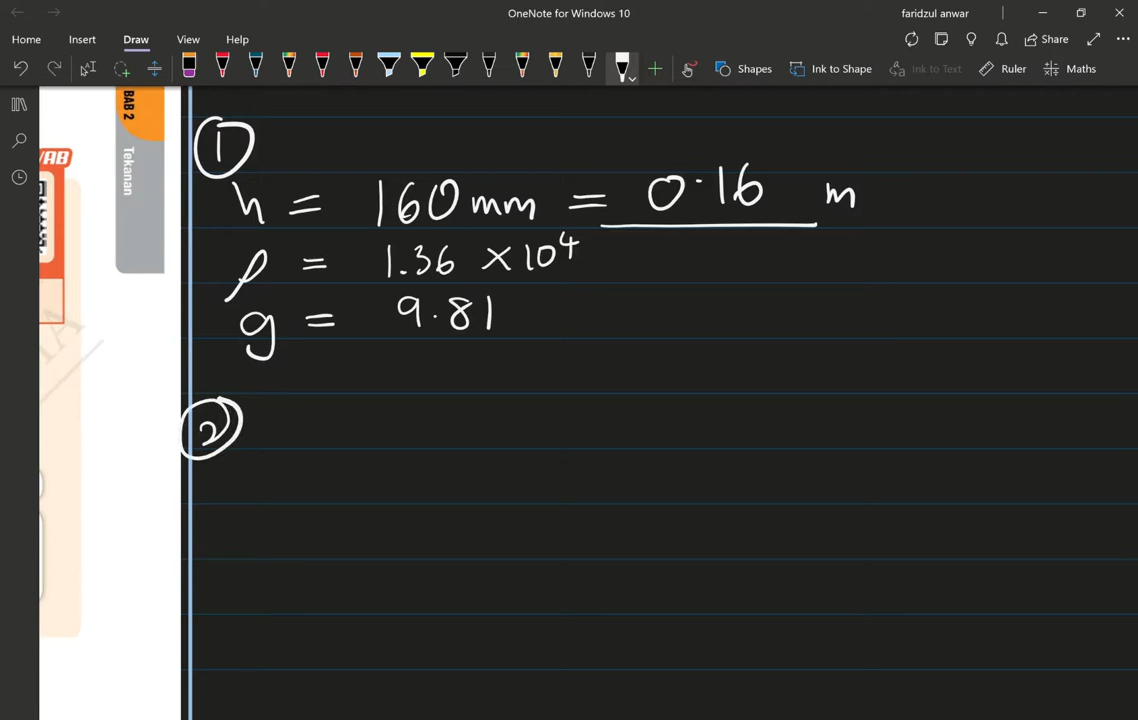 OneNote for Windows 10
faridzul anwar
Home Insert Draw View Help
Share
Shapes Ink to Shape Ink to Text Ruler Maths
BAB 2
Tekanan
/AB
①
h = 160 mm = 0.16 m
ρ = 1.36 × 10⁴
g = 9.81
②